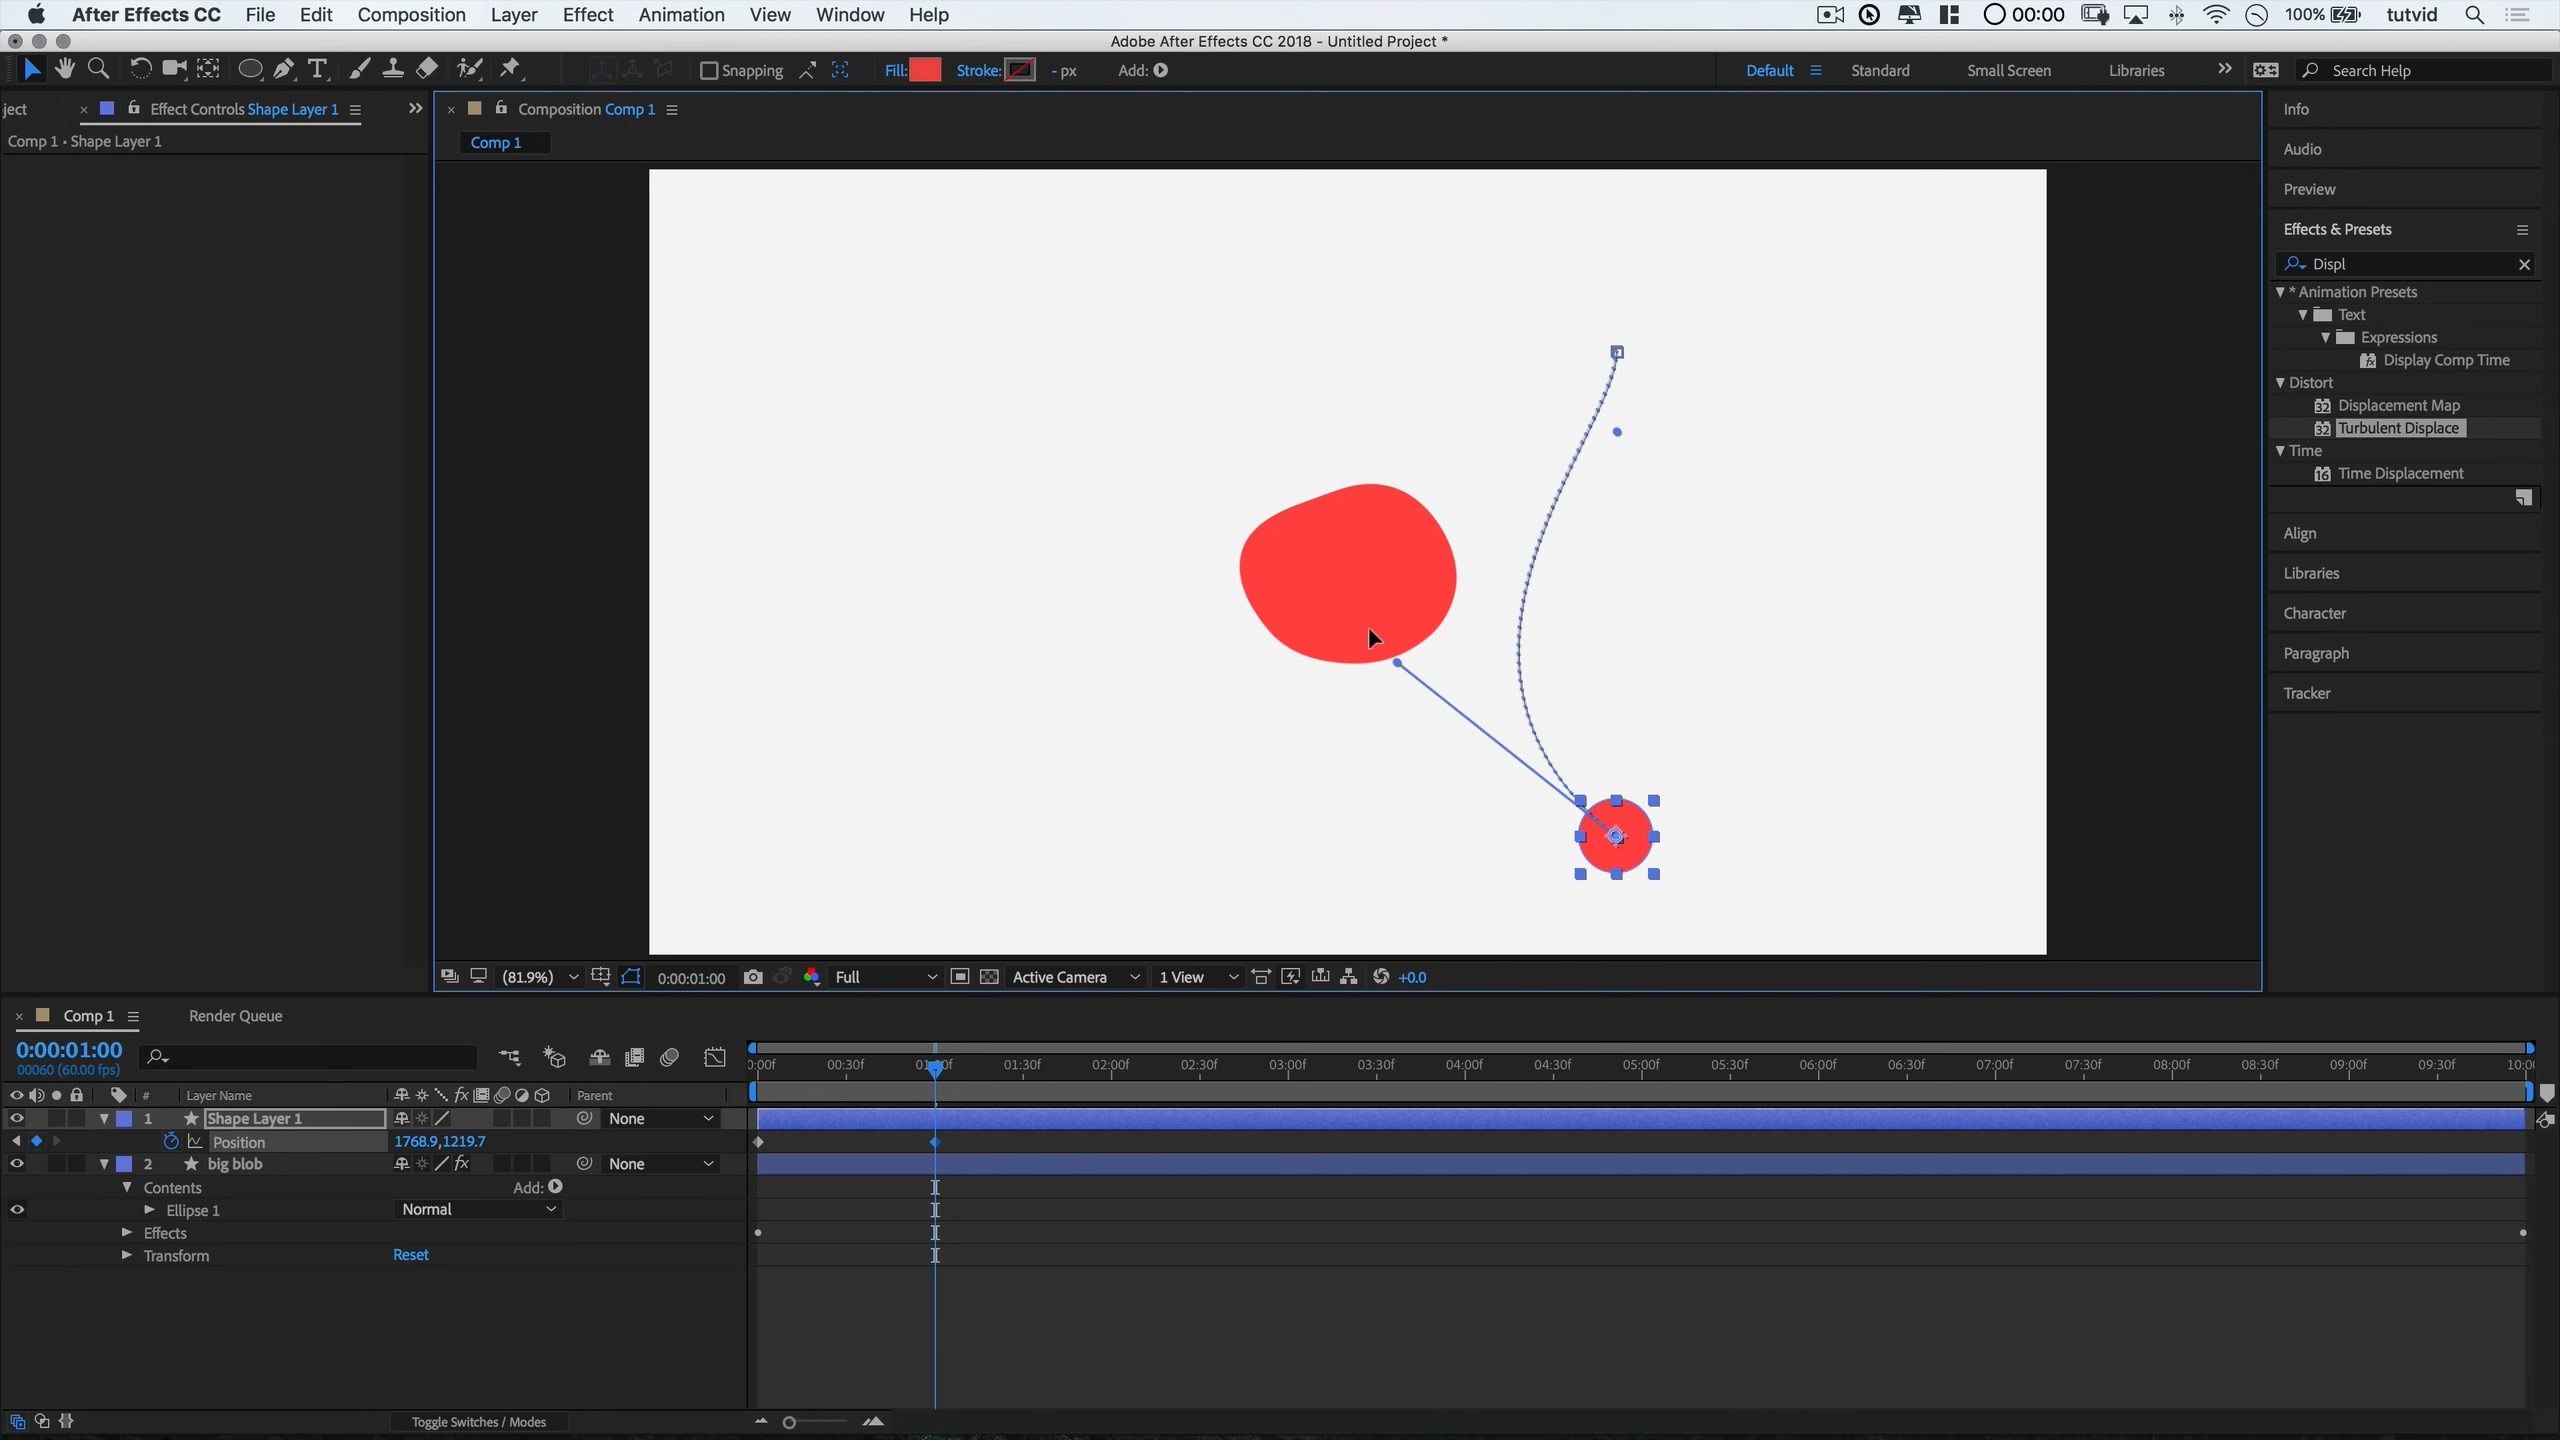 After Effects CC File Edit Composition Layer Effect Animation View Window Help 00:00 100% tutvid
Adobe After Effects CC 2018 - Untitled Project *
Snapping Fill: Stroke: - px Add: Default Standard Small Screen Libraries Search Help
ject Effect Controls Shape Layer 1 Composition Comp 1 Info
Comp 1 • Shape Layer 1 Comp 1
Audio
Preview
Effects & Presets
Displ
* Animation Presets
Text
Expressions
Display Comp Time
Distort
32 Displacement Map
32 Turbulent Displace
Time
16 Time Displacement
Align
Libraries
Character
Paragraph
Tracker
(81.9%) 0:00:01:00 Full Active Camera 1 View +0.0
Comp 1 Render Queue
0:00:01:00
00060 (60.00 fps)
00:30f 01:30f 02:00f 02:30f 03:00f 03:30f 04:00f 04:30f 05:00f 05:30f 06:00f 06:30f 07:00f 07:30f 08:00f 08:30f 09:00f 09:30f
# Layer Name fx Parent
1 Shape Layer 1 None
Position 1768.9,1219.7
2 big blob fx None
Contents Add:
Ellipse 1 Normal
Effects
Transform Reset
Toggle Switches / Modes